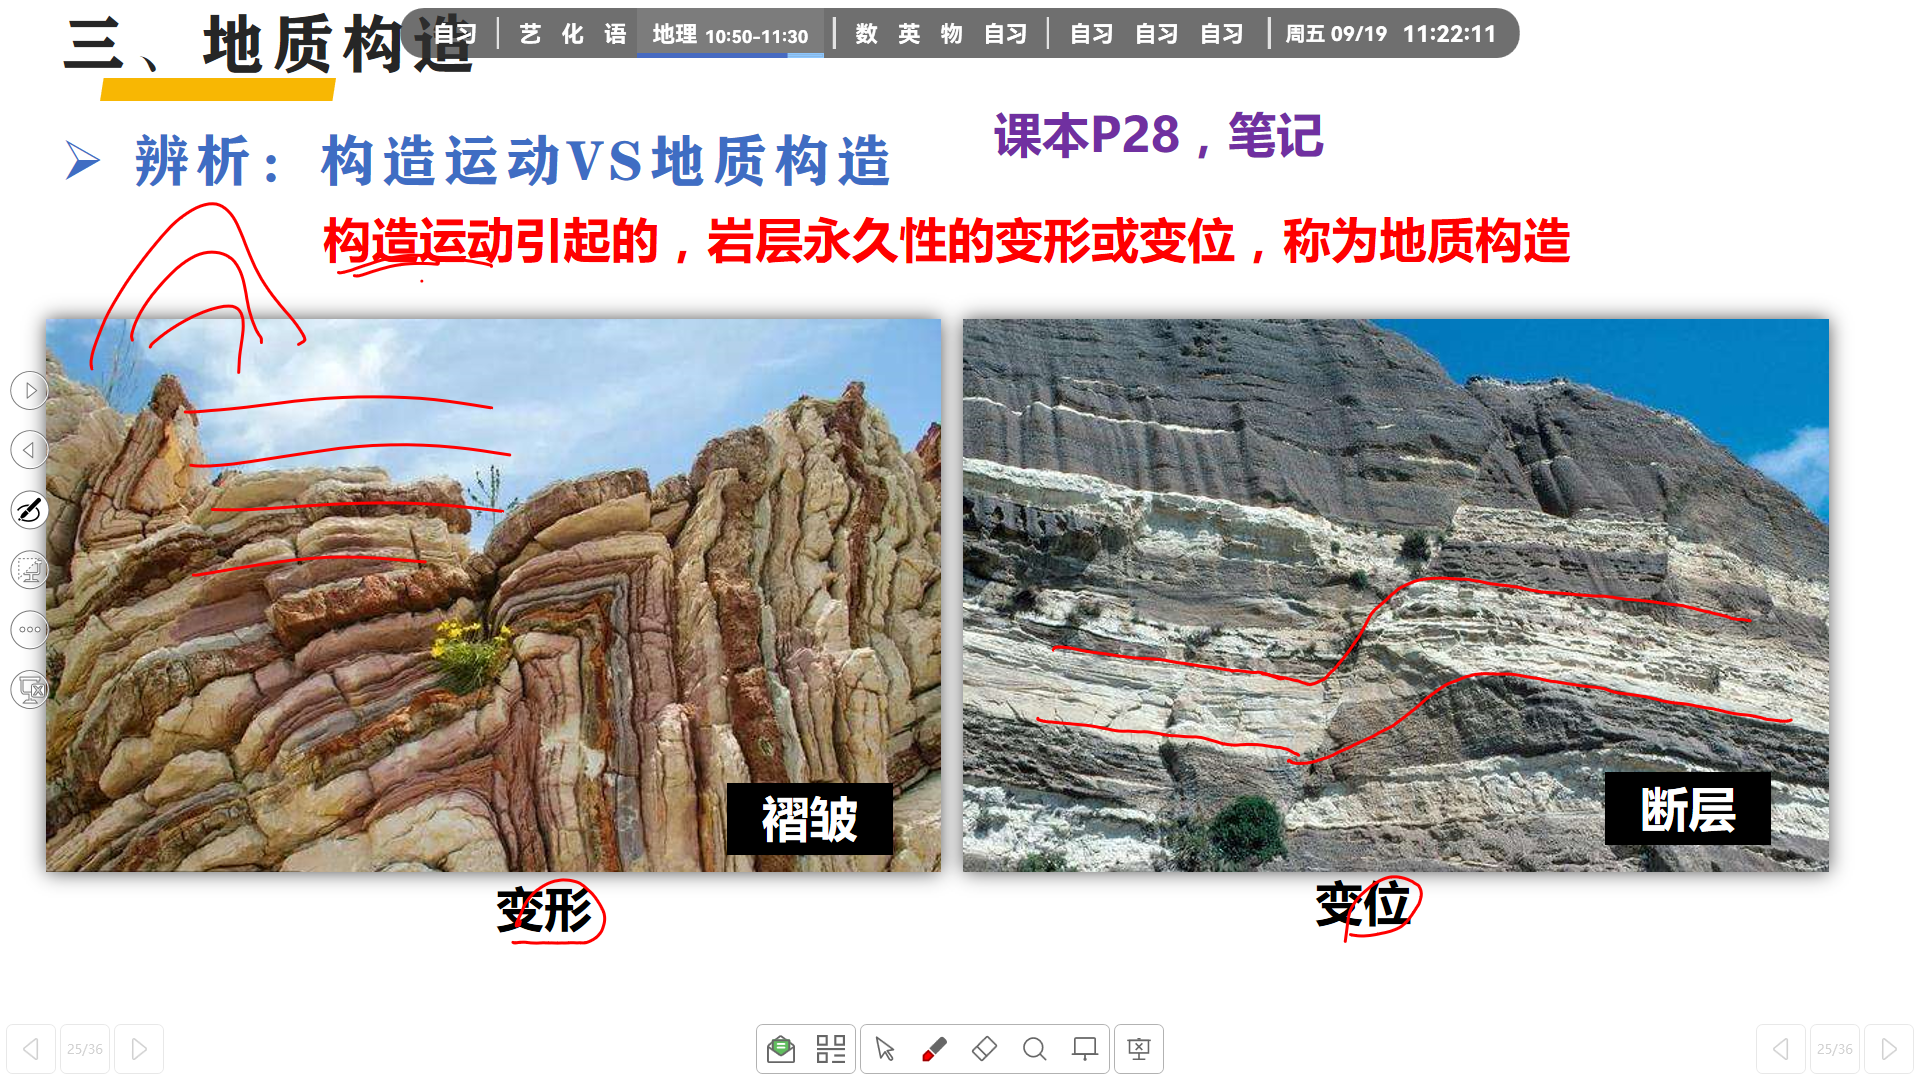 三、地质构造
自习 | 艺 化 语 地理 10:50-11:30 | 数 英 物 自习 | 自习 自习 自习 | 周五 09/19 11:22:11
课本P28，笔记
➢ 辨析：构造运动VS地质构造
构造运动引起的，岩层永久性的变形或变位，称为地质构造
褶皱
断层
变形
变位
25/36
25/36